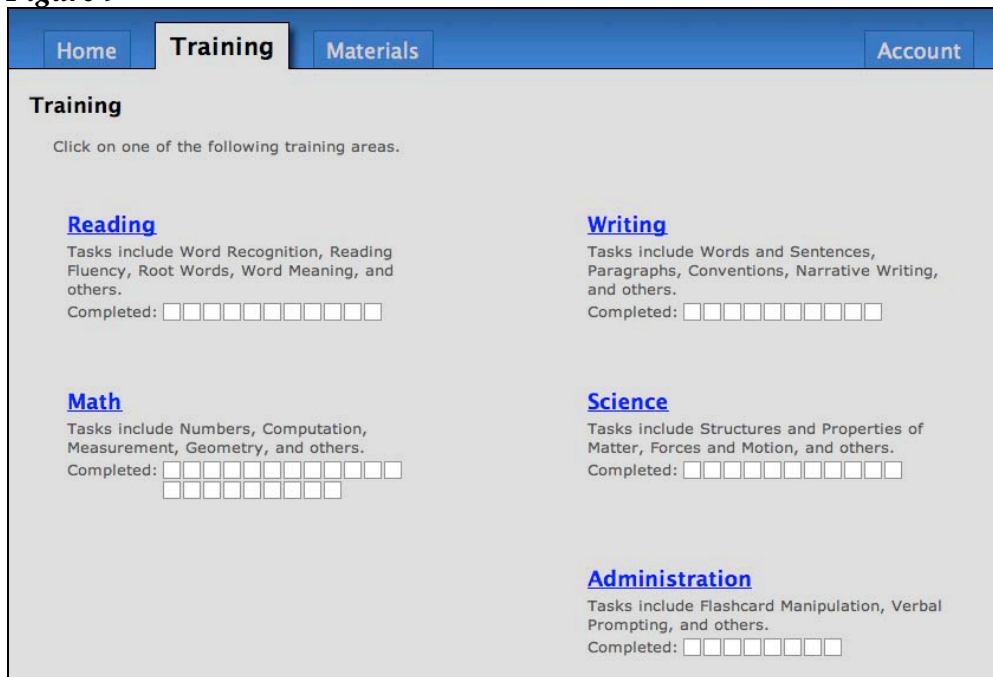 Home Training Materials Account
Training
Click on one of the following training areas.
Reading
Tasks include Word Recognition, Reading
Fluency, Root Words, Word Meaning, and
others.
Completed:
Writing
Tasks include Words and Sentences,
Paragraphs, Conventions, Narrative Writing,
and others.
Completed:
Math
Tasks include Numbers, Computation,
Measurement, Geometry, and others.
Completed:
Science
Tasks include Structures and Properties of
Matter, Forces and Motion, and others.
Completed:
Administration
Tasks include Flashcard Manipulation, Verbal
Prompting, and others.
Completed: